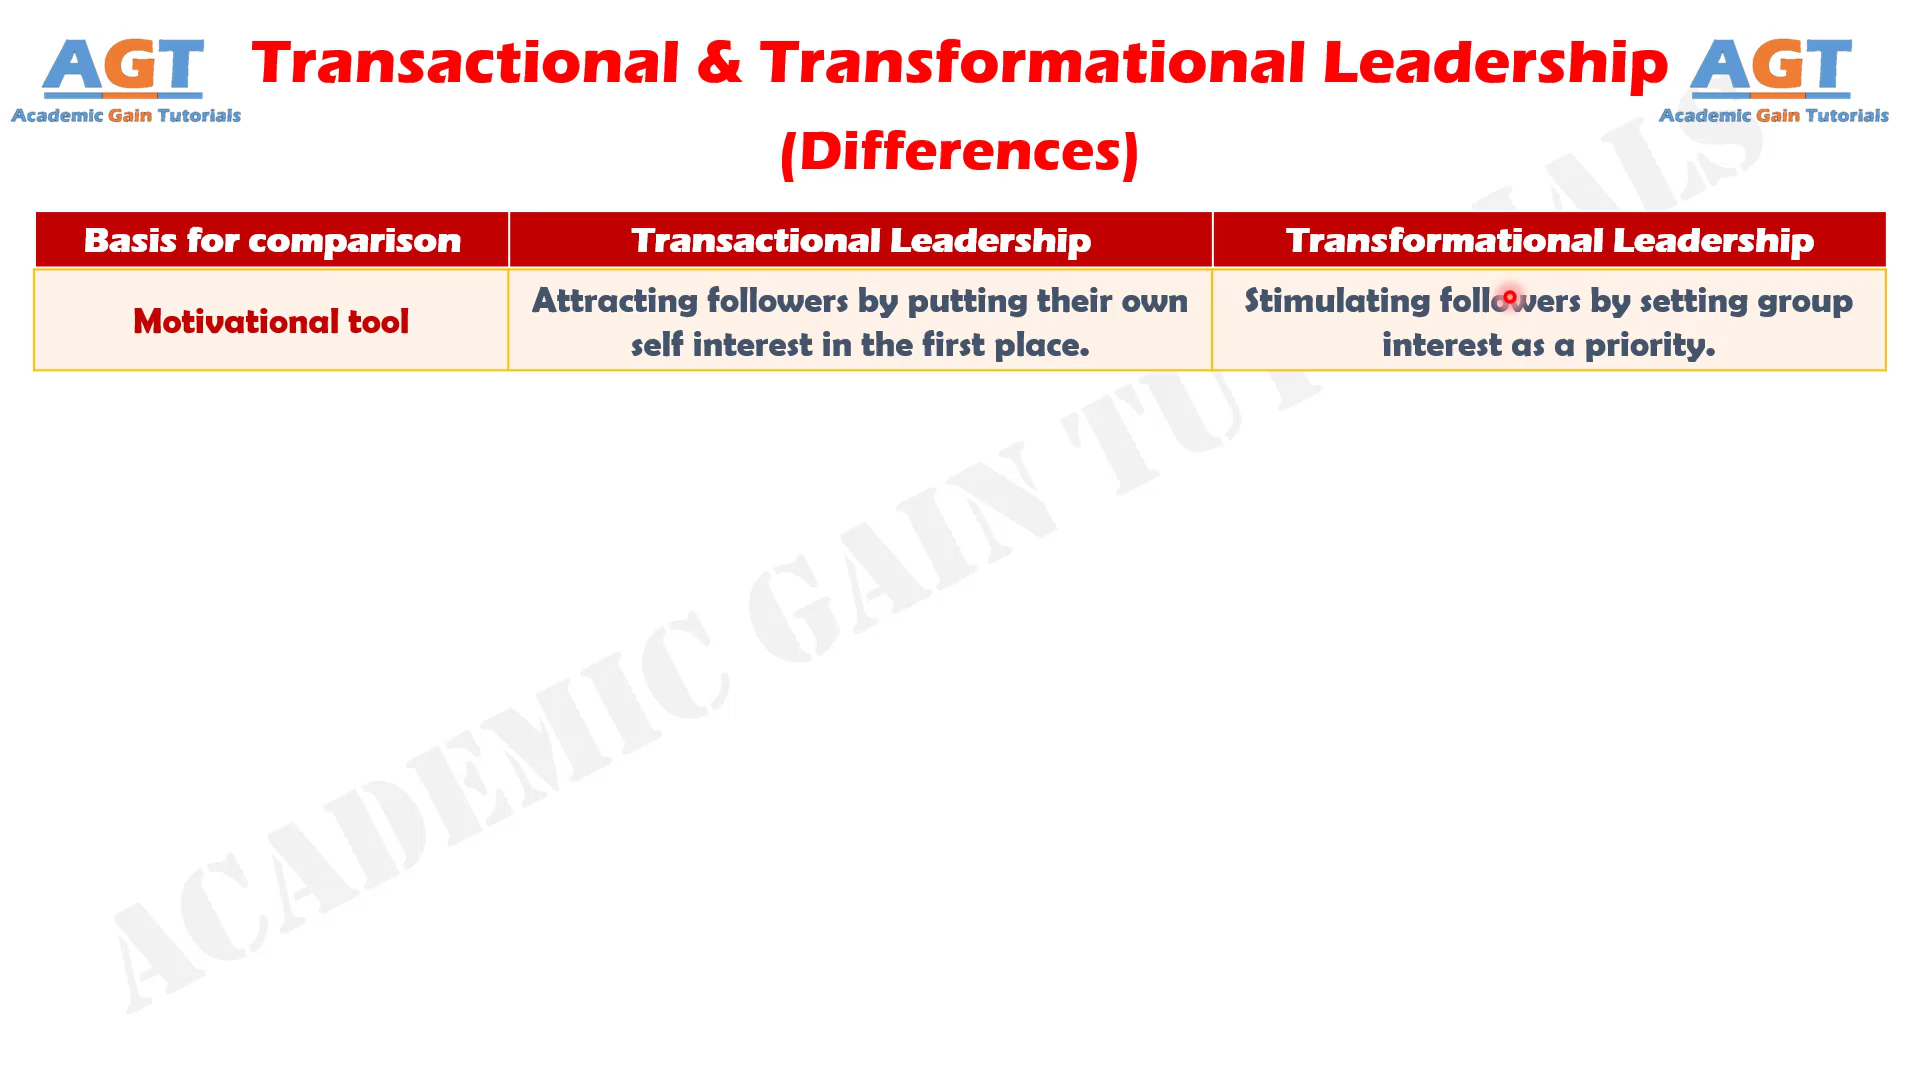 AGT
Academic Gain Tutorials
Transactional & Transformational Leadership
(Differences)
AGT
Academic Gain Tutorials
Basis for comparison
Transactional Leadership
Transformational Leadership
Motivational tool
Attracting followers by putting their own
self interest in the first place.
Stimulating followers by setting group
interest as a priority.
ACADEMIC GAIN TUTORIALS